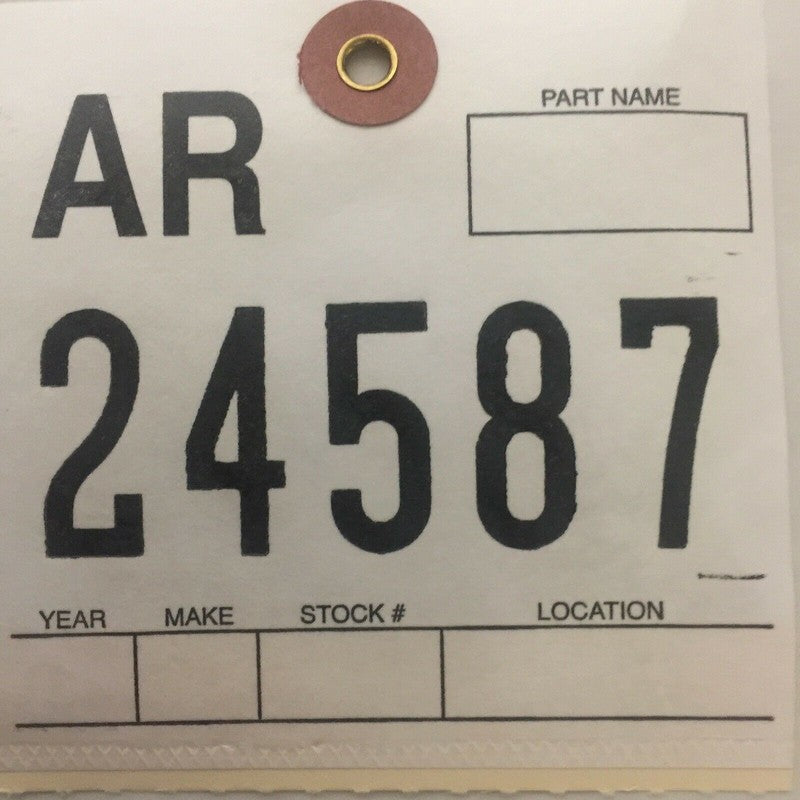 AR
PART NAME
24587
YEAR MAKE STOCK # LOCATION